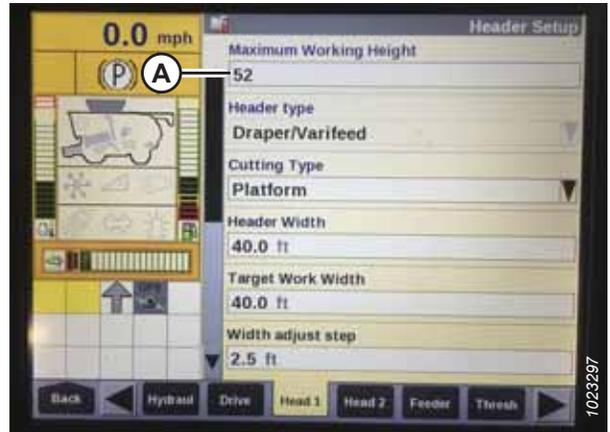 0.0 mph
Header Setup
Maximum Working Height
(P)
A
52
Header type
Draper/Varifeed
Cutting Type
Platform
Header Width
40.0 ft
Target Work Width
40.0 ft
Width adjust step
2.5 ft
Back
Hydraul
Drive
Head 1
Head 2
Feeder
Thresh
1023297